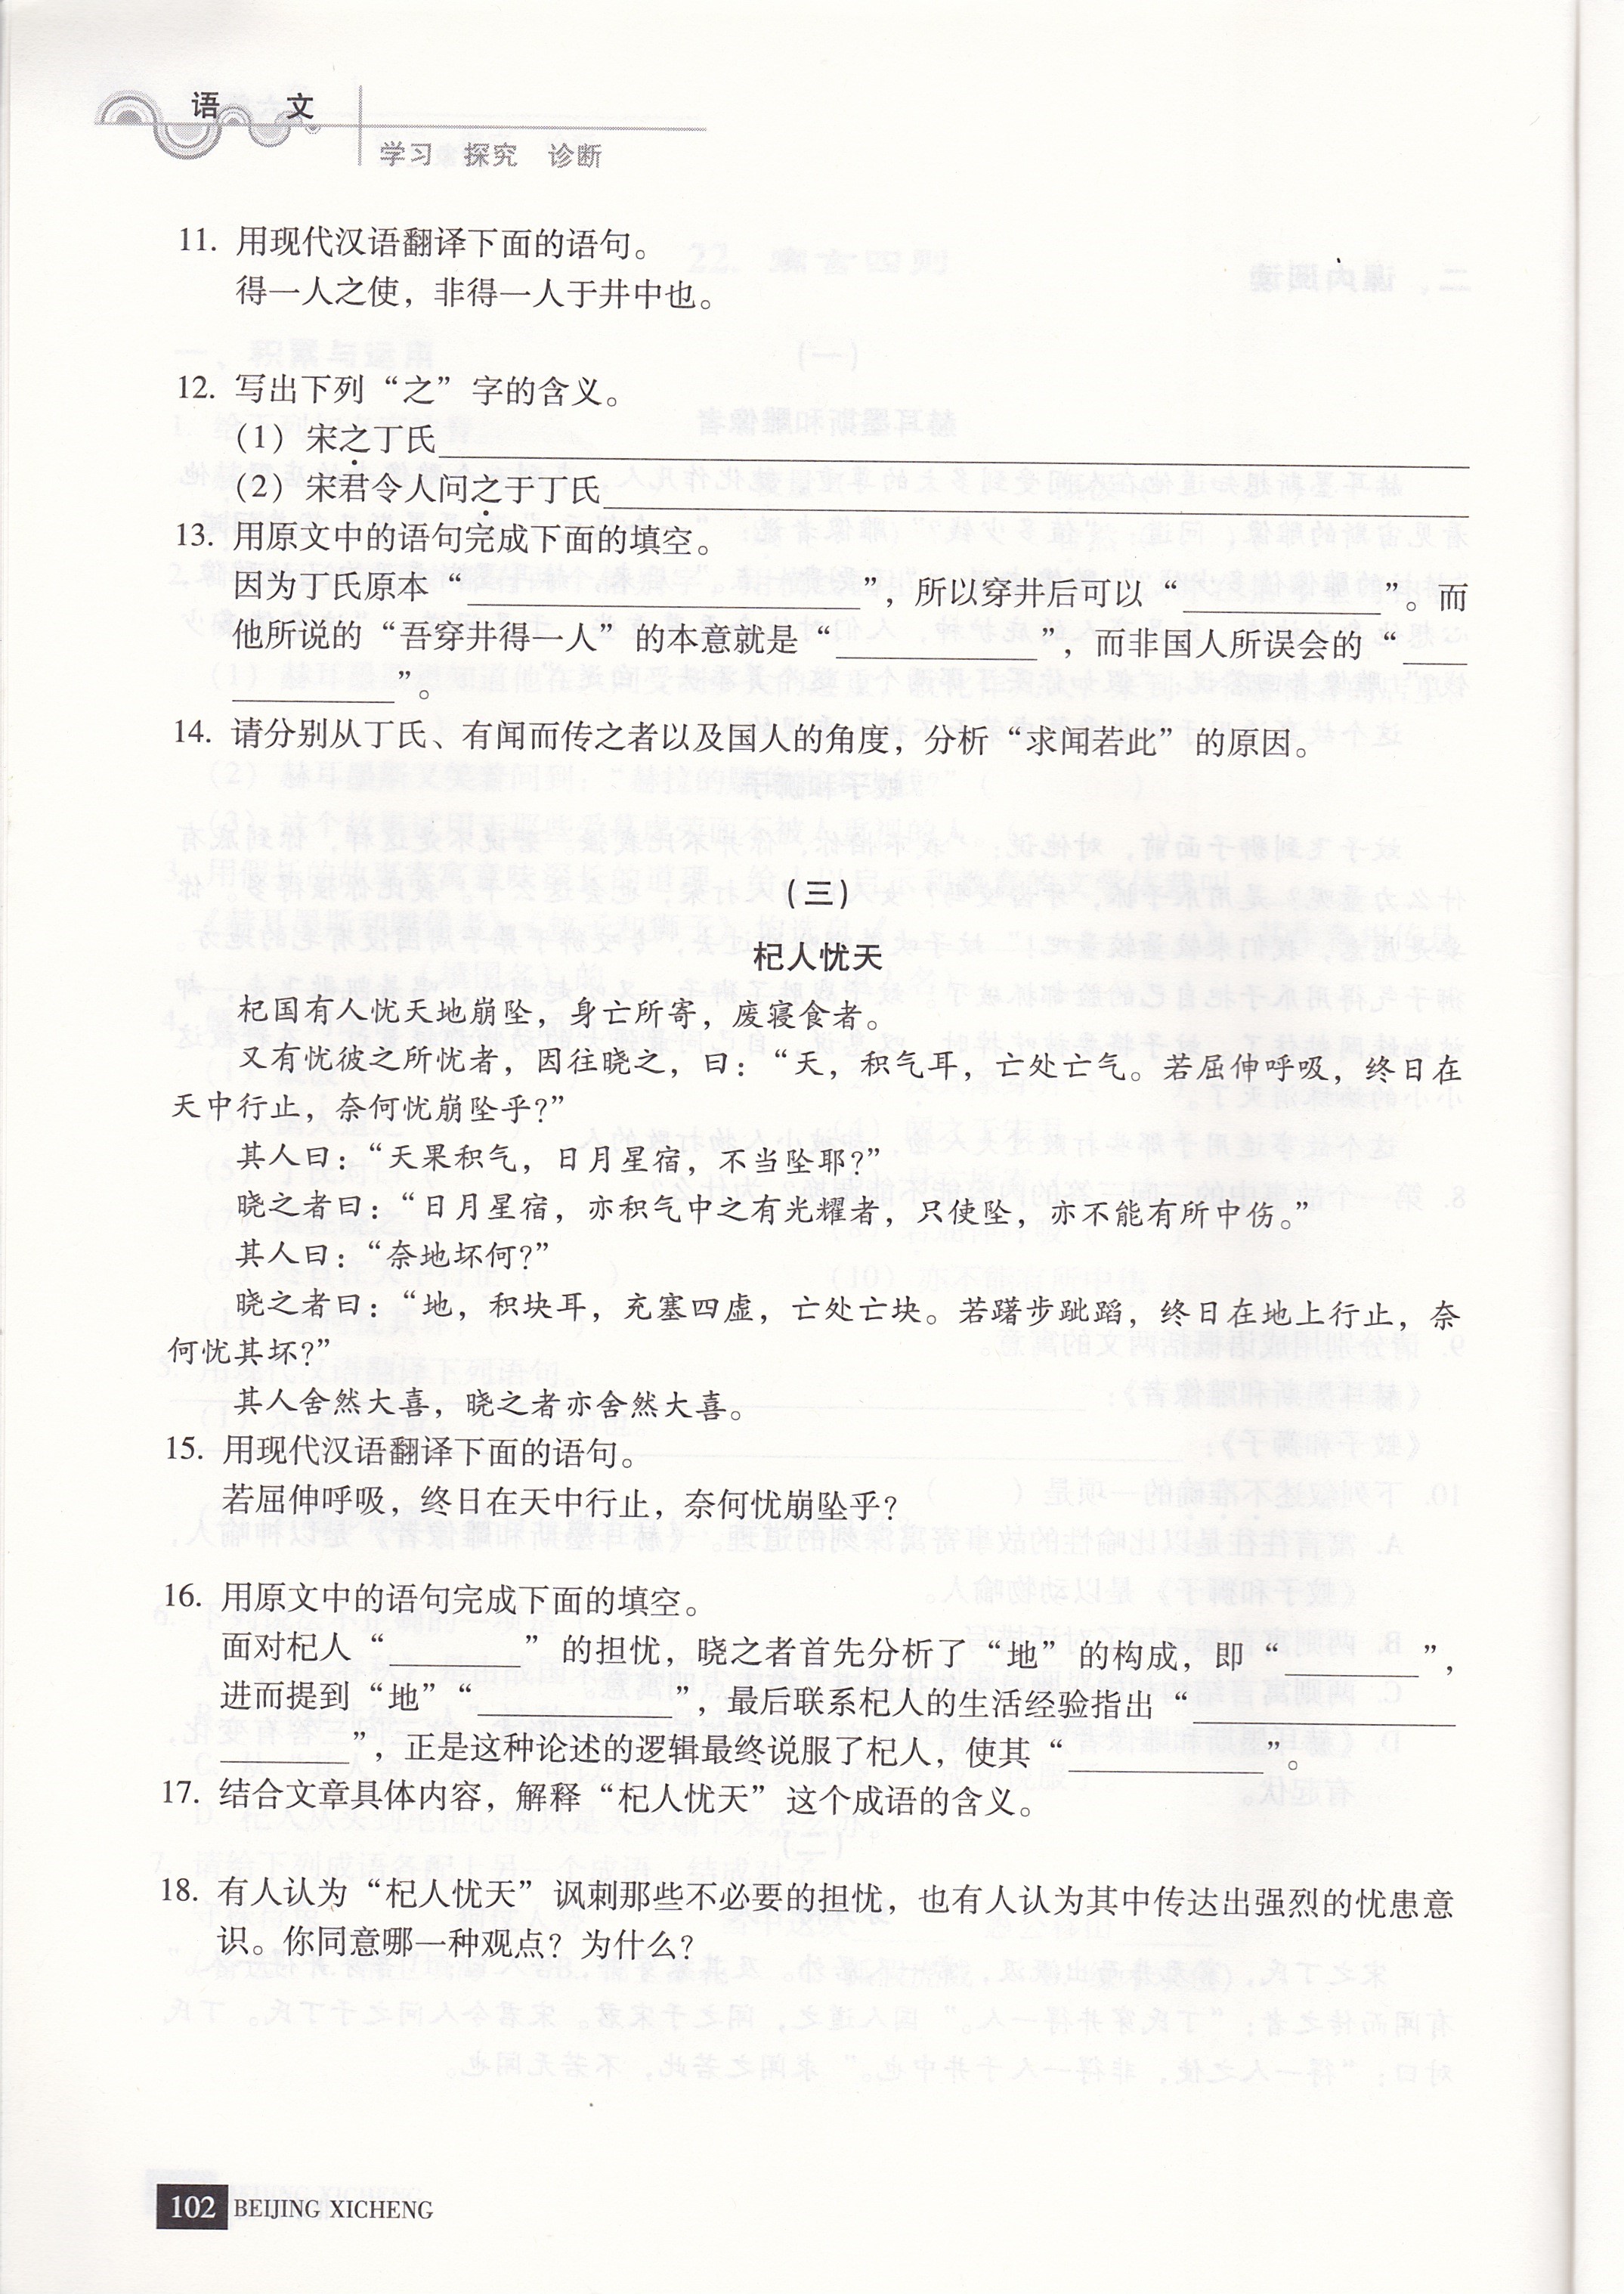 语 文
学习 探究 诊断
11. 用现代汉语翻译下面的语句。
得一人之使，非得一人于井中也。
12. 写出下列“之”字的含义。
（1）宋之丁氏
（2）宋君令人问之于丁氏
13. 用原文中的语句完成下面的填空。
因为丁氏原本“____”，所以穿井后可以“____”。而
他所说的“吾穿井得一人”的本意就是“____”，而非国人所误会的“____
____”。
14. 请分别从丁氏、有闻而传之者以及国人的角度，分析“求闻若此”的原因。
（三）
杞人忧天
杞国有人忧天地崩坠，身亡所寄，废寝食者。
又有忧彼之所忧者，因往晓之，曰：“天，积气耳，亡处亡气。若屈伸呼吸，终日在
天中行止，奈何忧崩坠乎？”
其人曰：“天果积气，日月星宿，不当坠耶？”
晓之者曰：“日月星宿，亦积气中之有光耀者，只使坠，亦不能有所中伤。”
其人曰：“奈地坏何？”
晓之者曰：“地，积块耳，充塞四虚，亡处亡块。若躇步跐蹈，终日在地上行止，奈
何忧其坏？”
其人舍然大喜，晓之者亦舍然大喜。
15. 用现代汉语翻译下面的语句。
若屈伸呼吸，终日在天中行止，奈何忧崩坠乎？
16. 用原文中的语句完成下面的填空。
面对杞人“____”的担忧，晓之者首先分析了“地”的构成，即“____”，
进而提到“地”“____”，最后联系杞人的生活经验指出“____
____”，正是这种论述的逻辑最终说服了杞人，使其“____”。
17. 结合文章具体内容，解释“杞人忧天”这个成语的含义。
18. 有人认为“杞人忧天”讽刺那些不必要的担忧，也有人认为其中传达出强烈的忧患意
识。你同意哪一种观点？为什么？
102 BEIJING XICHENG